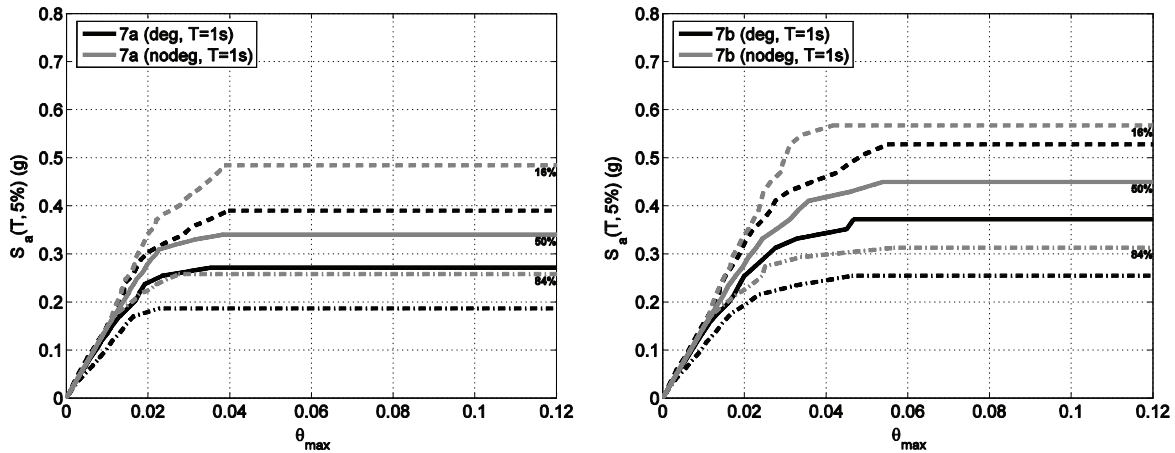 7a (deg, T=1s)
7a (nodeg, T=1s)
0.8
0.7
0.6
0.5
0.4
0.3
0.2
0.1
0
16%
50%
84%
S_a(T, 5%) (g)
0 0.02 0.04 0.06 0.08 0.1 0.12
θ_max
7b (deg, T=1s)
7b (nodeg, T=1s)
0.8
0.7
0.6
0.5
0.4
0.3
0.2
0.1
0
16%
50%
84%
S_a(T, 5%) (g)
0 0.02 0.04 0.06 0.08 0.1 0.12
θ_max